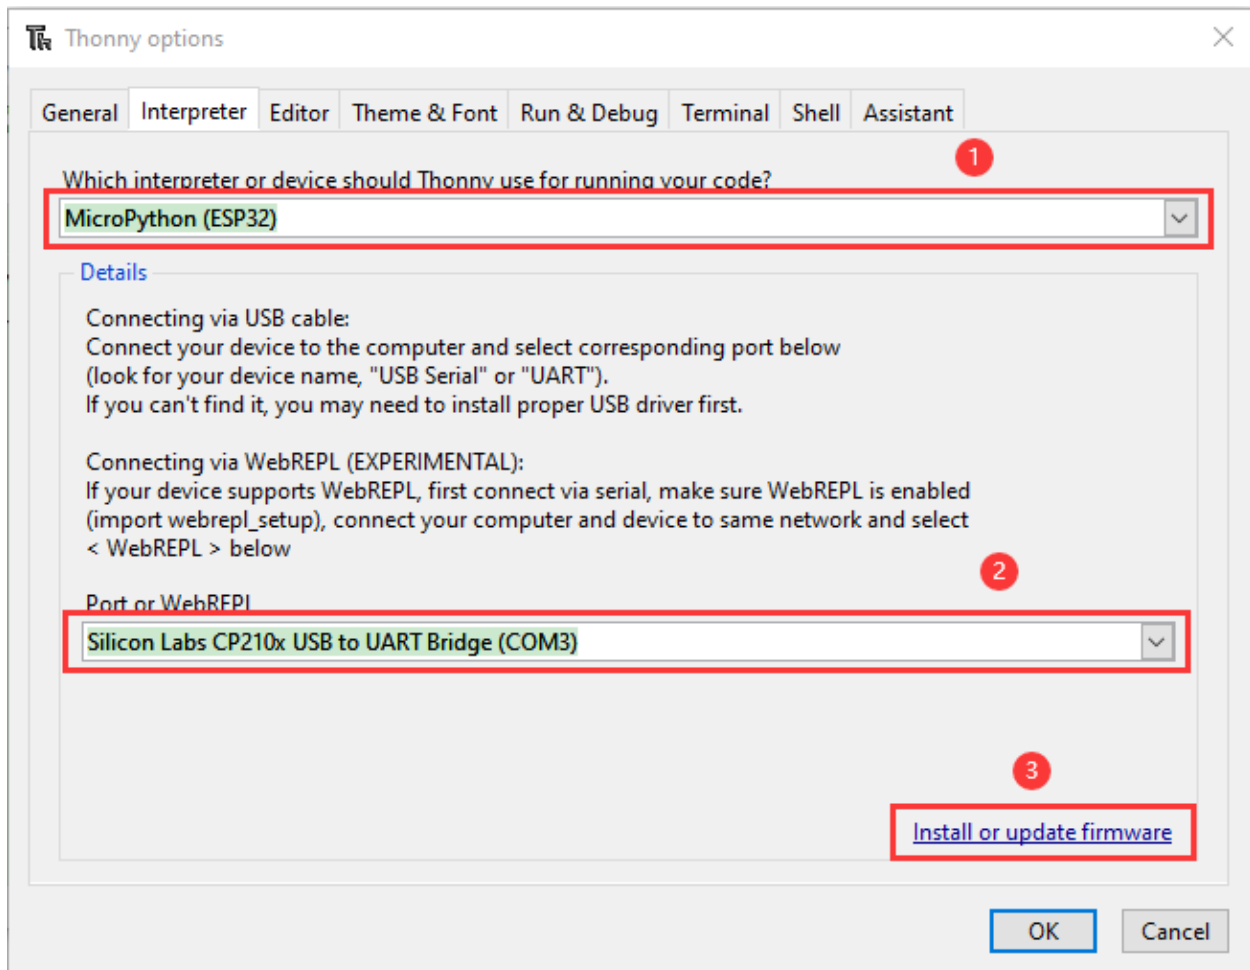 Thonny options
General Interpreter Editor Theme & Font Run & Debug Terminal Shell Assistant
1
Which interpreter or device should Thonny use for running your code?
MicroPython (ESP32)
Details
Connecting via USB cable:
Connect your device to the computer and select corresponding port below
(look for your device name, "USB Serial" or "UART").
If you can't find it, you may need to install proper USB driver first.
Connecting via WebREPL (EXPERIMENTAL):
If your device supports WebREPL, first connect via serial, make sure WebREPL is enabled
(import webrepl_setup), connect your computer and device to same network and select
< WebREPL > below
2
Port or WebREPL
Silicon Labs CP210x USB to UART Bridge (COM3)
3
Install or update firmware
OK Cancel